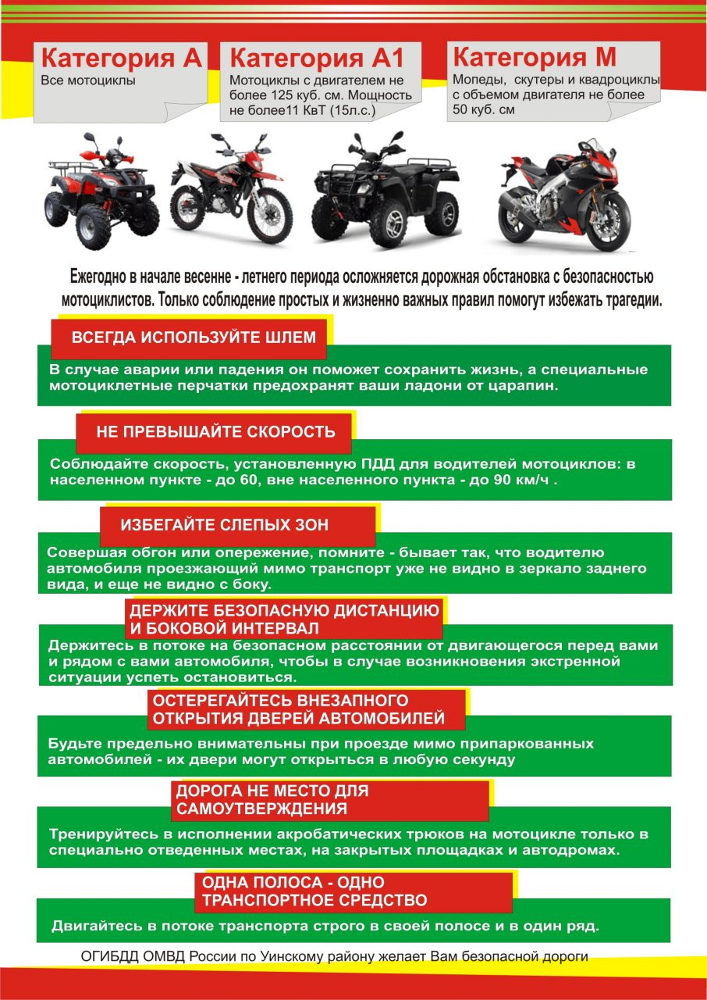 Категория А
Все мотоциклы
Категория А1
Мотоциклы с двигателем не
более 125 куб. см. Мощность
не более11 КвТ (15л.с.)
Категория М
Мопеды, скутеры и квадроциклы
с объемом двигателя не более
50 куб. см
Ежегодно в начале весенне - летнего периода осложняется дорожная обстановка с безопасностью
мотоциклистов. Только соблюдение простых и жизненно важных правил помогут избежать трагедии.
ВСЕГДА ИСПОЛЬЗУЙТЕ ШЛЕМ
В случае аварии или падения он поможет сохранить жизнь, а специальные
мотоциклетные перчатки предохранят ваши ладони от царапин.
НЕ ПРЕВЫШАЙТЕ СКОРОСТЬ
Соблюдайте скорость, установленную ПДД для водителей мотоциклов: в
населенном пункте - до 60, вне населенного пункта - до 90 км/ч .
ИЗБЕГАЙТЕ СЛЕПЫХ ЗОН
Совершая обгон или опережение, помните - бывает так, что водителю
автомобиля проезжающий мимо транспорт уже не видно в зеркало заднего
вида, и еще не видно с боку.
ДЕРЖИТЕ БЕЗОПАСНУЮ ДИСТАНЦИЮ
И БОКОВОЙ ИНТЕРВАЛ
Держитесь в потоке на безопасном расстоянии от двигающегося перед вами
и рядом с вами автомобиля, чтобы в случае возникновения экстренной
ситуации успеть остановиться.
ОСТЕРЕГАЙТЕСЬ ВНЕЗАПНОГО
ОТКРЫТИЯ ДВЕРЕЙ АВТОМОБИЛЕЙ
Будьте предельно внимательны при проезде мимо припаркованных
автомобилей - их двери могут открыться в любую секунду
ДОРОГА НЕ МЕСТО ДЛЯ
САМОУТВЕРЖДЕНИЯ
Тренируйтесь в исполнении акробатических трюков на мотоцикле только в
специально отведенных местах, на закрытых площадках и автодромах.
ОДНА ПОЛОСА - ОДНО
ТРАНСПОРТНОЕ СРЕДСТВО
Двигайтесь в потоке транспорта строго в своей полосе и в один ряд.
ОГИБДД ОМВД России по Уинскому району желает Вам безопасной дороги